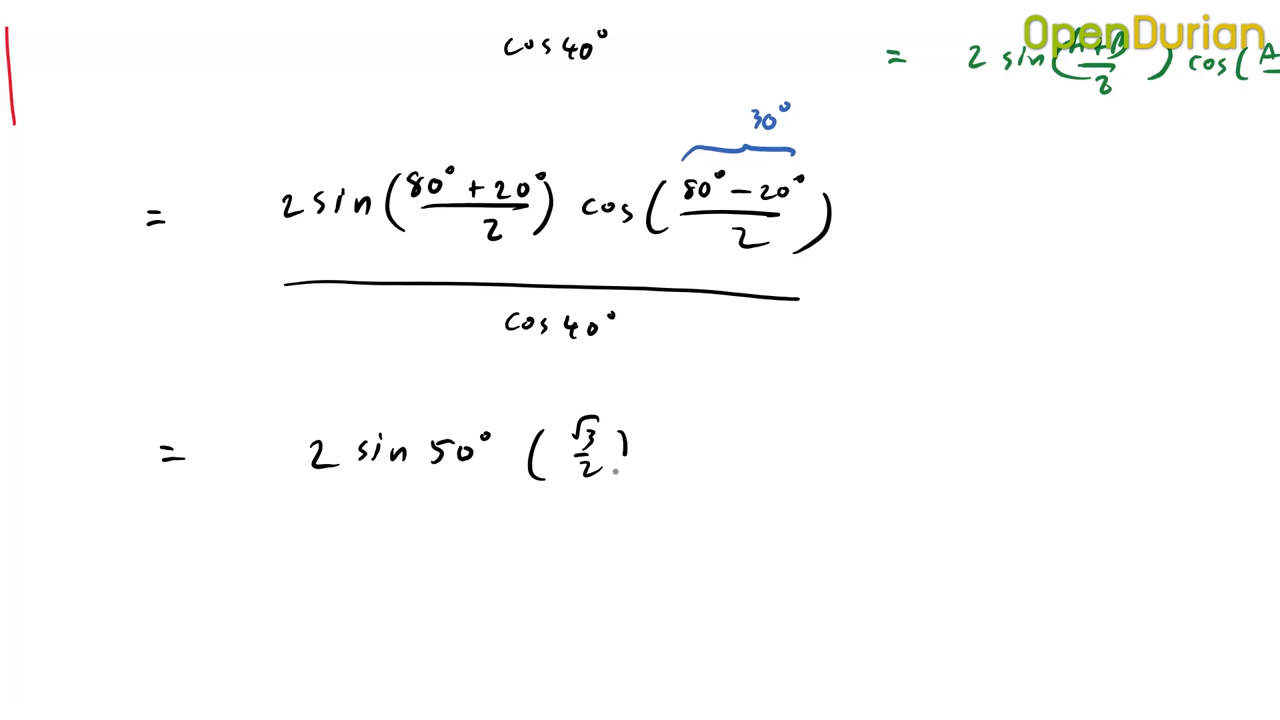 OpenDurian
cos 40°
= 2 sin(A+B/2) cos(A
30°
= 2 sin(80° + 20°/2) cos(80° − 20°/2)
cos 40°
= 2 sin 50° (√3/2)